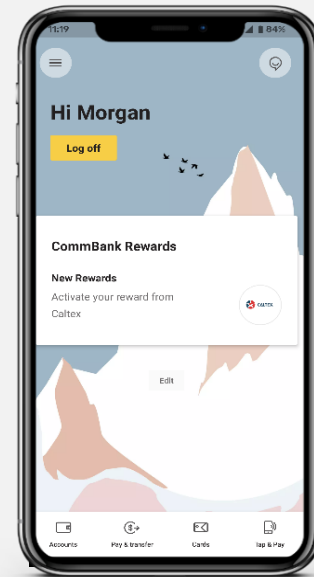 11:19
84%
Hi Morgan
Log off
CommBank Rewards
New Rewards
Activate your reward from
Caltex
CALTEX
Edit
Accounts
Pay & transfer
Cards
Tap & Pay